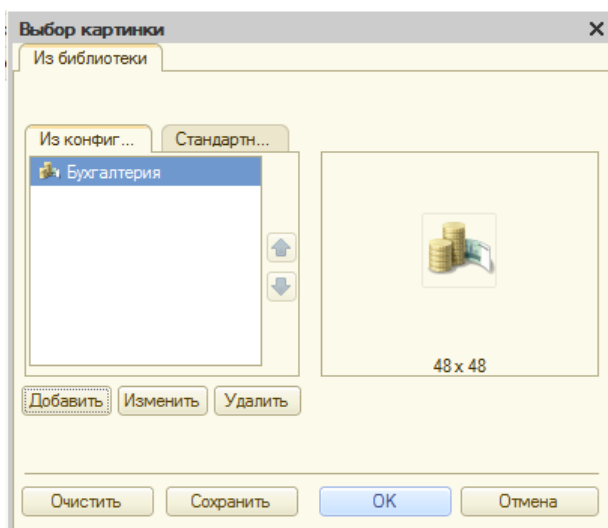 Выбор картинки
Из библиотеки
Из конфиг...
Стандартн...
Бухгалтерия
48 x 48
Добавить
Изменить
Удалить
Очистить
Сохранить
OK
Отмена